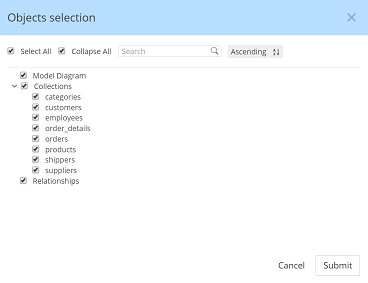 Objects selection
Select All Collapse All Search Ascending
Model Diagram
Collections
categories
customers
employees
order_details
orders
products
shippers
suppliers
Relationships
Cancel Submit